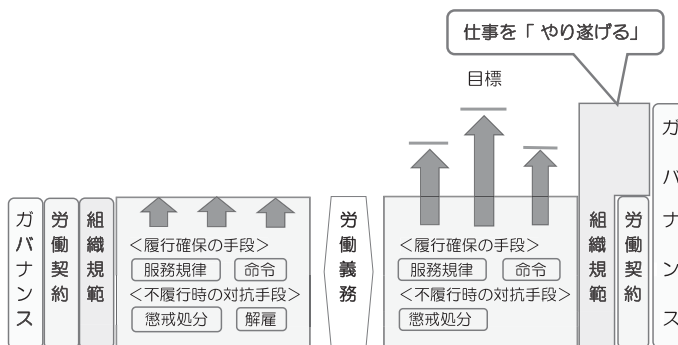 仕事を「やり遂げる」
目標
ガバナンス
労働契約
組織規範
<履行確保の手段>
服務規律
命令
<不履行時の対抗手段>
懲戒処分
解雇
労働義務
<履行確保の手段>
服務規律
命令
<不履行時の対抗手段>
懲戒処分
組織規範
労働契約
ガバナンス